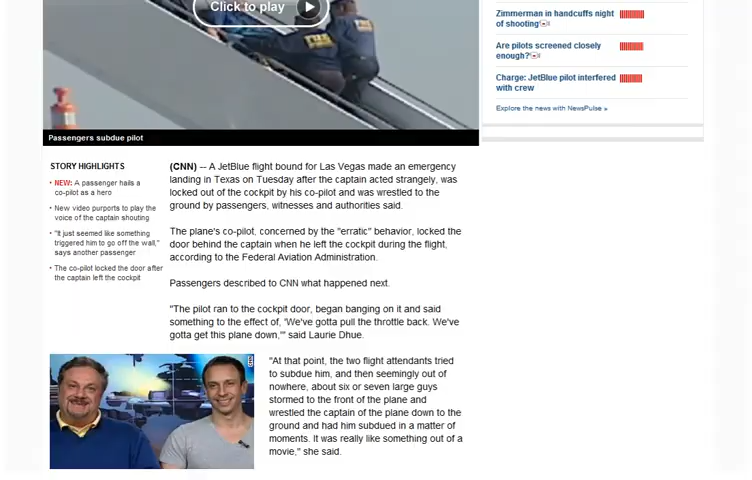 Click to play
Passengers subdue pilot
Zimmerman in handcuffs night
of shooting
Are pilots screened closely
enough?
Charge: JetBlue pilot interfered
with crew
Explore the news with NewsPulse »
STORY HIGHLIGHTS
• NEW: A passenger hails a
co-pilot as a hero
• New video purports to play the
voice of the captain shouting
• "It just seemed like something
triggered him to go off the wall,"
says another passenger
• The co-pilot locked the door after
the captain left the cockpit
(CNN) -- A JetBlue flight bound for Las Vegas made an emergency
landing in Texas on Tuesday after the captain acted strangely, was
locked out of the cockpit by his co-pilot and was wrestled to the
ground by passengers, witnesses and authorities said.
The plane's co-pilot, concerned by the "erratic" behavior, locked the
door behind the captain when he left the cockpit during the flight,
according to the Federal Aviation Administration.
Passengers described to CNN what happened next.
"The pilot ran to the cockpit door, began banging on it and said
something to the effect of, 'We've gotta pull the throttle back. We've
gotta get this plane down,'" said Laurie Dhue.
"At that point, the two flight attendants tried
to subdue him, and then seemingly out of
nowhere, about six or seven large guys
stormed to the front of the plane and
wrestled the captain of the plane down to the
ground and had him subdued in a matter of
moments. It was really like something out of a
movie," she said.